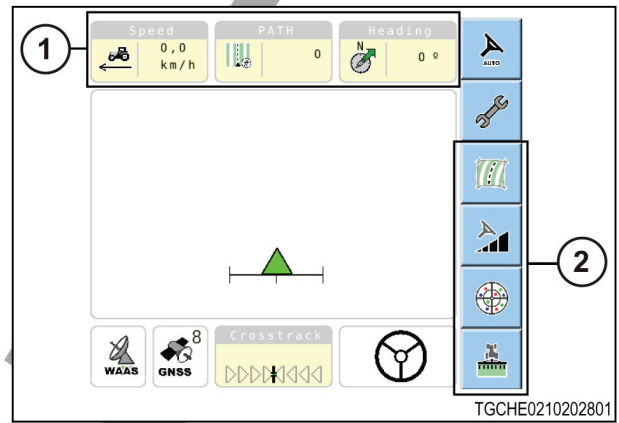 1
Speed
0,0
km/h
PATH
0
Heading
N
0 º
AUTO
2
WAAS
8
GNSS
Crosstrack
TGCHE0210202801